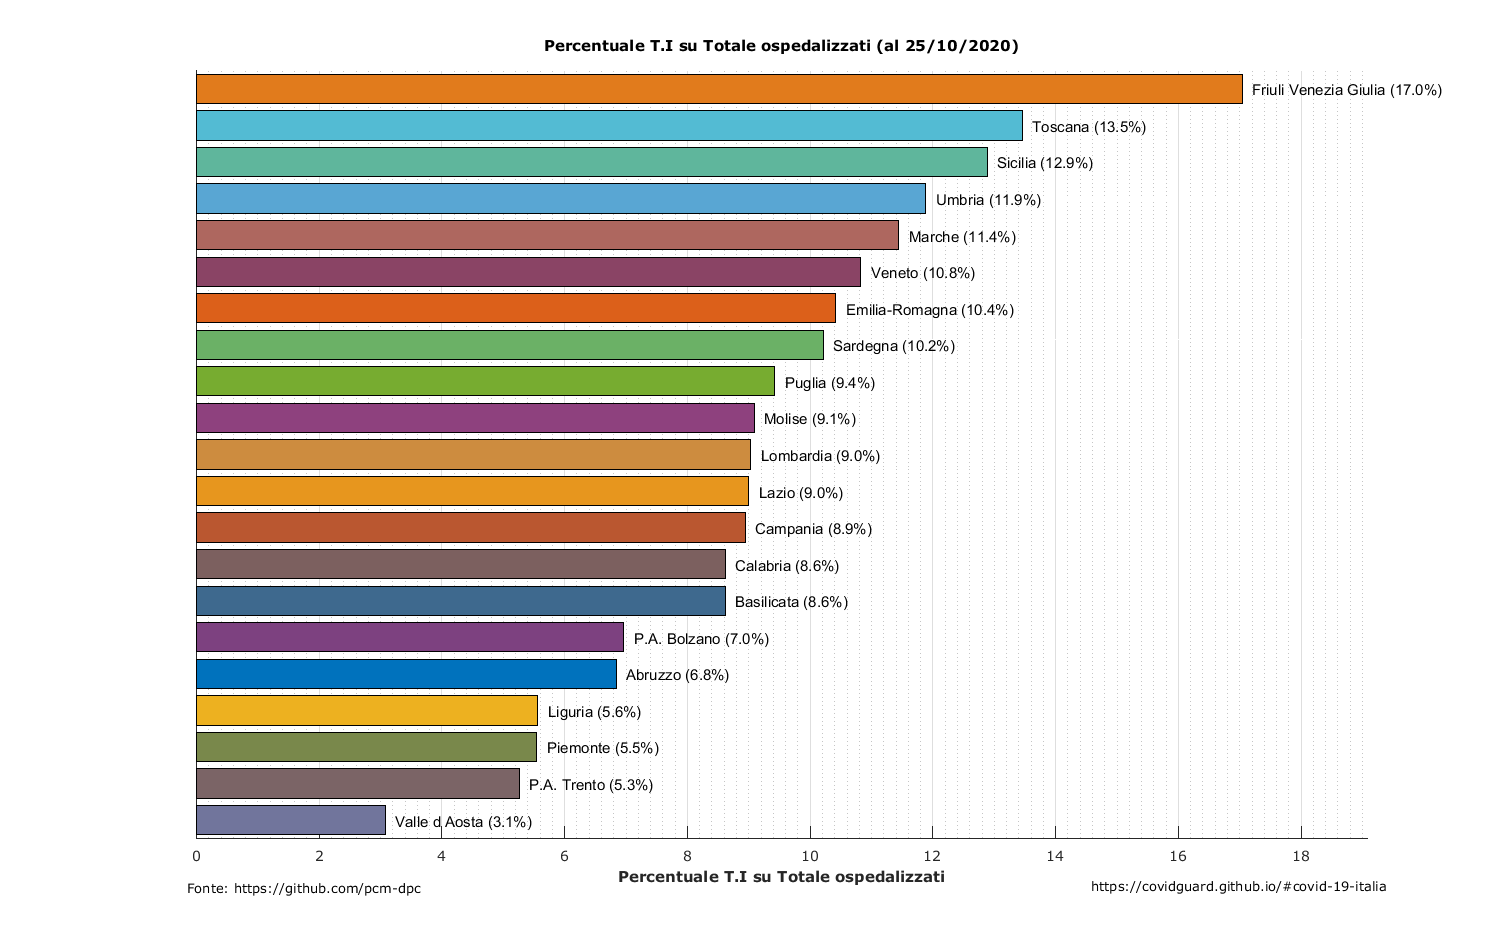 Percentuale T.I su Totale ospedalizzati (al 25/10/2020)
Friuli Venezia Giulia (17.0%)
Toscana (13.5%)
Sicilia (12.9%)
Umbria (11.9%)
Marche (11.4%)
Veneto (10.8%)
Emilia-Romagna (10.4%)
Sardegna (10.2%)
Puglia (9.4%)
Molise (9.1%)
Lombardia (9.0%)
Lazio (9.0%)
Campania (8.9%)
Calabria (8.6%)
Basilicata (8.6%)
P.A. Bolzano (7.0%)
Abruzzo (6.8%)
Liguria (5.6%)
Piemonte (5.5%)
P.A. Trento (5.3%)
Valle d Aosta (3.1%)
0 2 4 6 8 10 12 14 16 18
Percentuale T.I su Totale ospedalizzati
Fonte: https://github.com/pcm-dpc
https://covidguard.github.io/#covid-19-italia